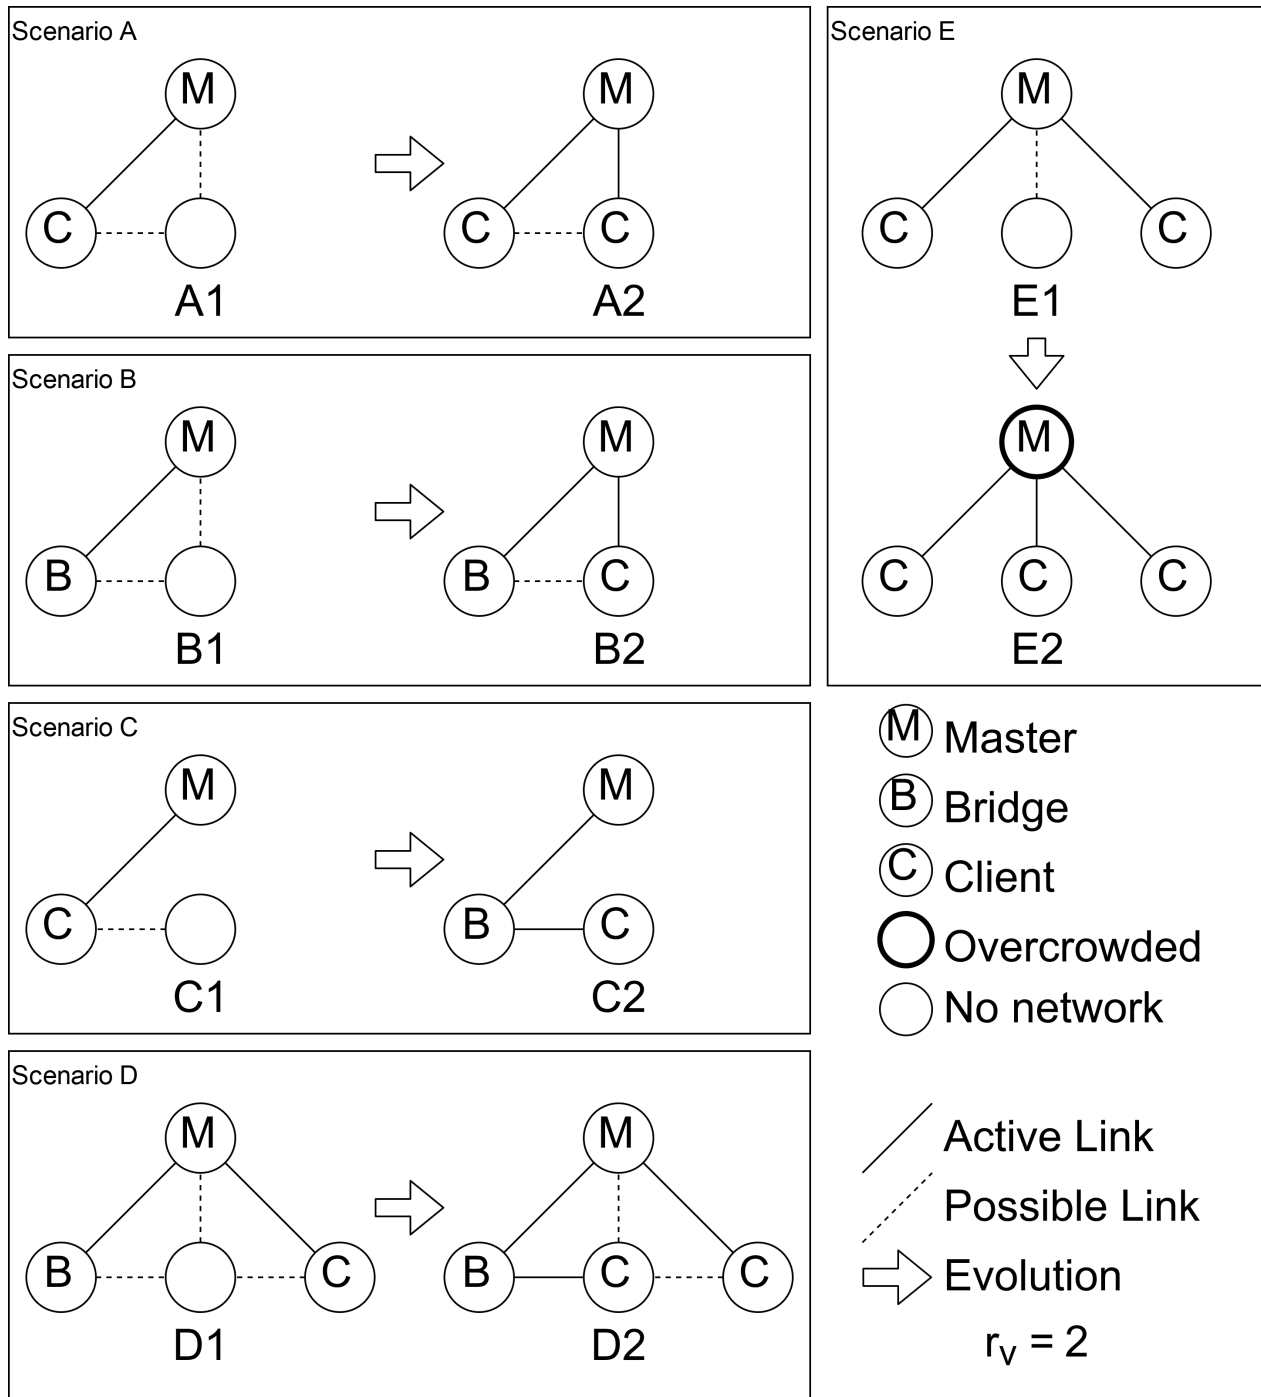 Scenario A
M
M
C
C
C
A1
A2
Scenario B
M
M
B
B
C
B1
B2
Scenario C
M
M
C
B
C
C1
C2
Scenario D
M
M
B
C
B
C
C
D1
D2
Scenario E
M
C
C
E1
M
C
C
C
E2
M Master
B Bridge
C Client
Overcrowded
No network
Active Link
Possible Link
Evolution
rv = 2